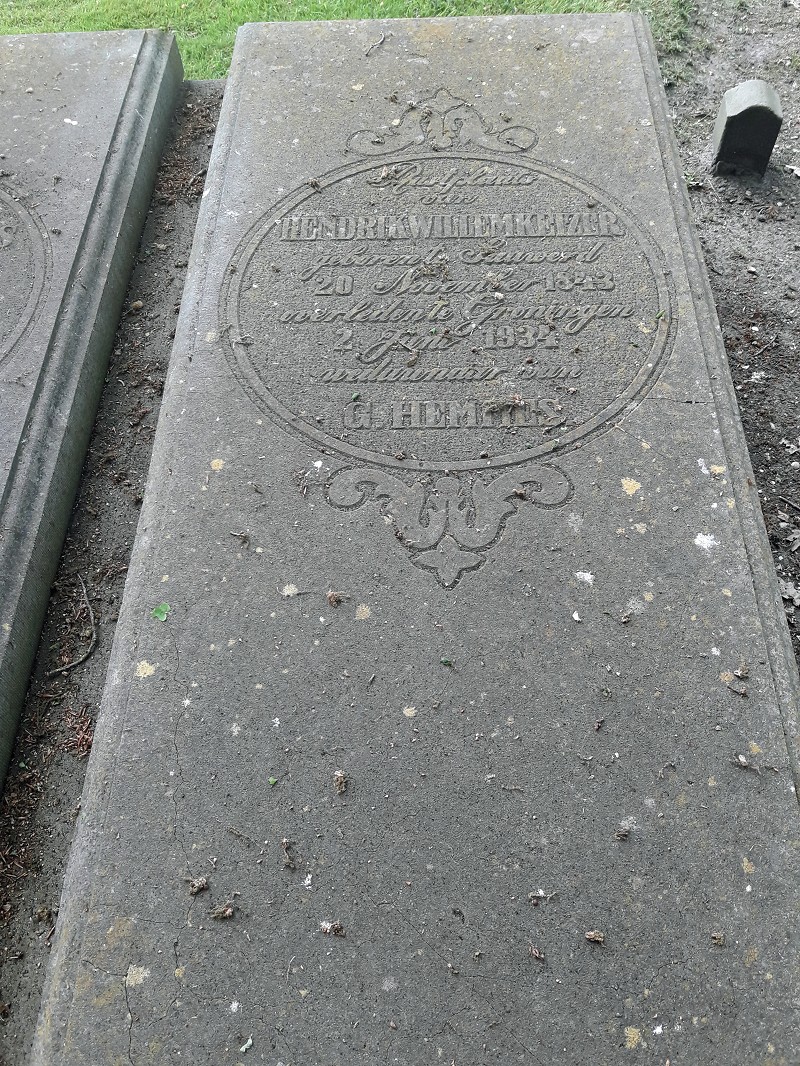 Rustplaats
van
HENDRIK WILLEM KEIZER
geboren te Sauwerd
20 November 1843
overleden te Groningen
2 Juni 1934
weduwnaar van
G. HEMMES